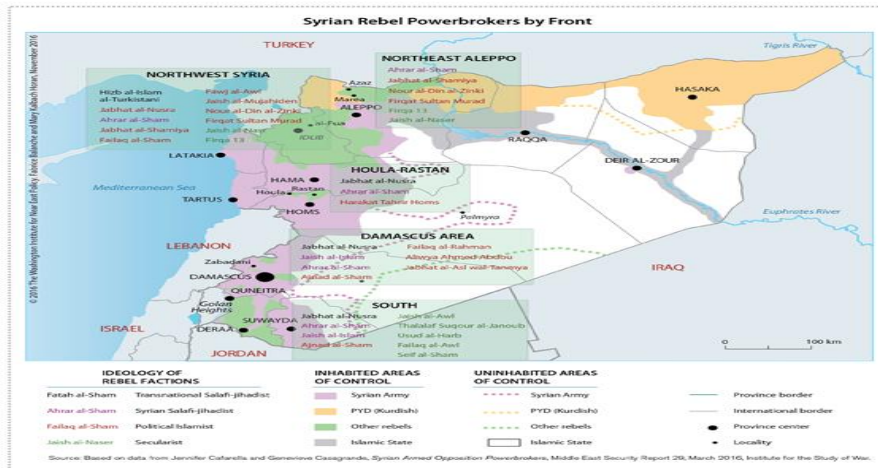 Syrian Rebel Powerbrokers by Front
© 2016 The Washington Institute for Near East Policy. Fabrice Balanche and Mary Kalbach Horan, November 2016
TURKEY
Tigris River
NORTHWEST SYRIA
Hizb al-Islam
al-Turkistani
Jabhat al-Nusra
Ahrar al-Sham
Jabhat al-Shamiya
Failaq al-Sham
Fawj al-Awl
Jaish al-Mujahideen
Nour al-Din al-Zinki
Firqat Sultan Murad
Jaish al-Naser
Firqa 13
NORTHEAST ALEPPO
Ahrar al-Sham
Jabhat al-Shamiya
Nour al-Din al-Zinki
Firqat Sultan Murad
Firqa 13
Jaish al-Naser
Azaz
Marea
ALEPPO
al-Fua
IDLIB
HASAKA
RAQQA
DEIR AL-ZOUR
LATAKIA
Mediterranean Sea
TARTUS
HAMA
Houla
Rastan
HOMS
HOULA-RASTAN
Jabhat al-Nusra
Ahrar al-Sham
Harakat Tahrir Homs
Palmyra
Euphrates River
LEBANON
IRAQ
DAMASCUS AREA
Jabhat al-Nusra
Jaish al-Islam
Ahrar al-Sham
Ajnad al-Sham
Failaq al-Rahman
Aliwya Ahmad Abdou
Jabhat al-Asl wal Tanmya
Zabadani
DAMASCUS
QUNEITRA
Golan
Heights
SUWAYDA
DERAA
ISRAEL
JORDAN
SOUTH
Jabhat al-Nusra
Ahrar al-Sham
Jaish al-Islam
Ajnad al-Sham
Jaish al-Awl
Thalalaf Suqour al-Janoub
Usud al-Harb
Failaq al-Awl
Seif al-Sham
0 100 km
IDEOLOGY OF
REBEL FACTIONS
Fatah al-Sham Transnational Salafi-jihadist
Ahrar al-Sham Syrian Salafi-jihadist
Failaq al-Sham Political Islamist
Jaish al-Naser Secularist
INHABITED AREAS
OF CONTROL
Syrian Army
PYD (Kurdish)
Other rebels
Islamic State
UNINHABITED AREAS
OF CONTROL
Syrian Army
PYD (Kurdish)
Other rebels
Islamic State
Province border
International border
Province center
Locality
Source: Based on data from Jennifer Cafarella and Genevieve Casagrande, Syrian Armed Opposition Powerbrokers, Middle East Security Report 29, March 2016, Institute for the Study of War.